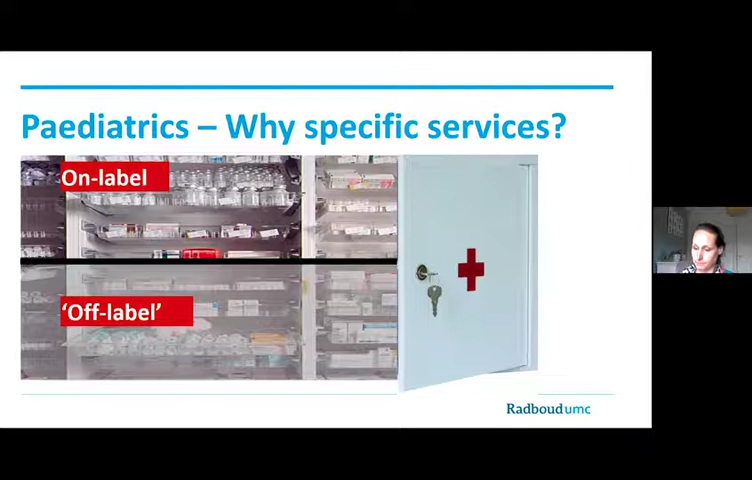 Paediatrics – Why specific services?
On-label
‘Off-label’
Radboudumc